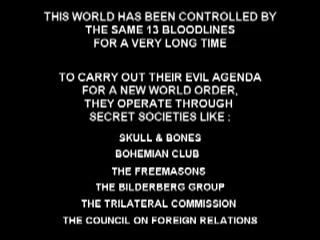 THIS WORLD HAS BEEN CONTROLLED BY
THE SAME 13 BLOODLINES
FOR A VERY LONG TIME
TO CARRY OUT THEIR EVIL AGENDA
FOR A NEW WORLD ORDER,
THEY OPERATE THROUGH
SECRET SOCIETIES LIKE :
SKULL & BONES
BOHEMIAN CLUB
THE FREEMASONS
THE BILDERBERG GROUP
THE TRILATERAL COMMISSION
THE COUNCIL ON FOREIGN RELATIONS